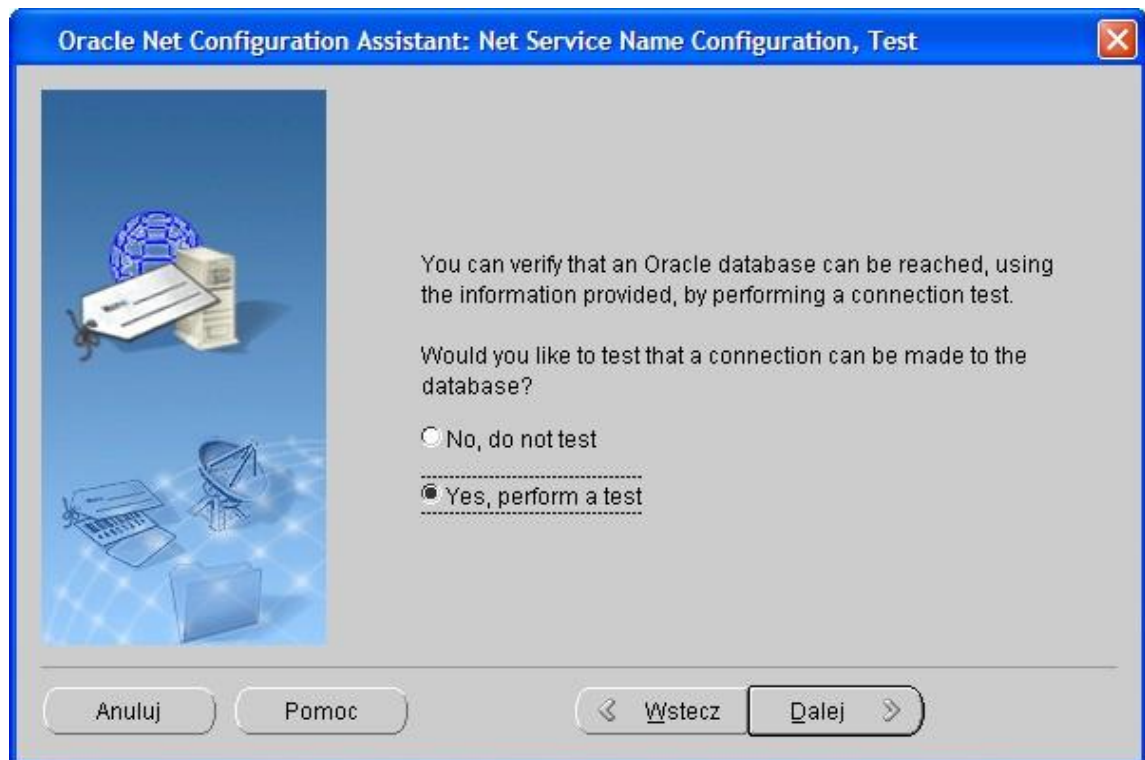 Oracle Net Configuration Assistant: Net Service Name Configuration, Test
You can verify that an Oracle database can be reached, using
the information provided, by performing a connection test.
Would you like to test that a connection can be made to the
database?
No, do not test
Yes, perform a test
Anuluj
Pomoc
Wstecz
Dalej